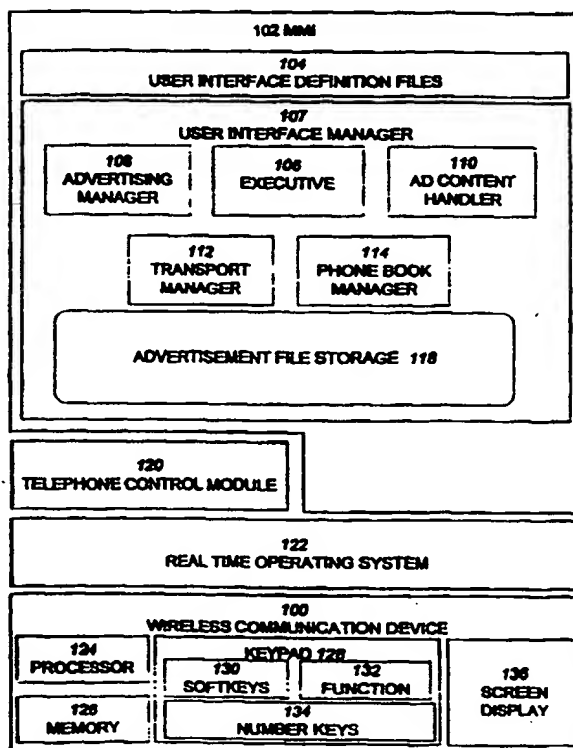 102 MMI
104
USER INTERFACE DEFINITION FILES
107
USER INTERFACE MANAGER
108
ADVERTISING
MANAGER
106
EXECUTIVE
110
AD CONTENT
HANDLER
112
TRANSPORT
MANAGER
114
PHONE BOOK
MANAGER
ADVERTISEMENT FILE STORAGE 118
120
TELEPHONE CONTROL MODULE
122
REAL TIME OPERATING SYSTEM
100
WIRELESS COMMUNICATION DEVICE
124
PROCESSOR
126
MEMORY
KEYPAD 128
130
SOFTKEYS
132
FUNCTION
134
NUMBER KEYS
136
SCREEN
DISPLAY